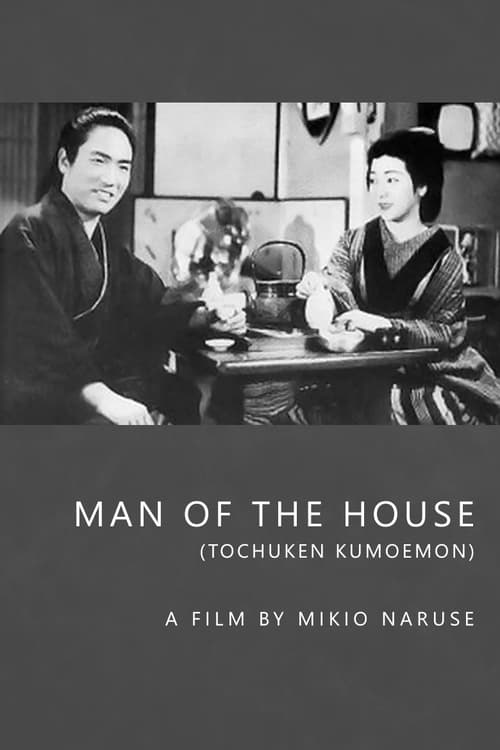 MAN OF THE HOUSE
(TOCHUKEN KUMOEMON)
A FILM BY MIKIO NARUSE